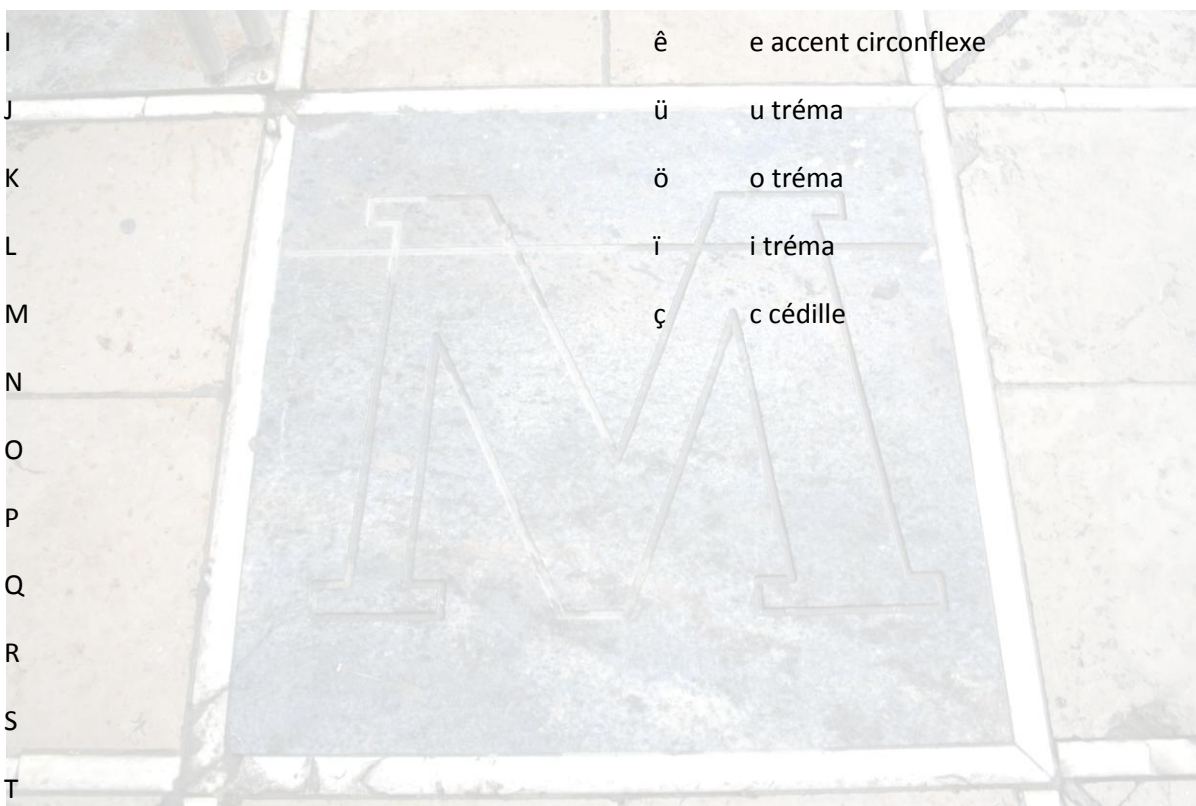 I ê e accent circonflexe
J ü u tréma
K ö o tréma
L ï i tréma
M ç c cédille
N
O
P
Q
R
S
T
M